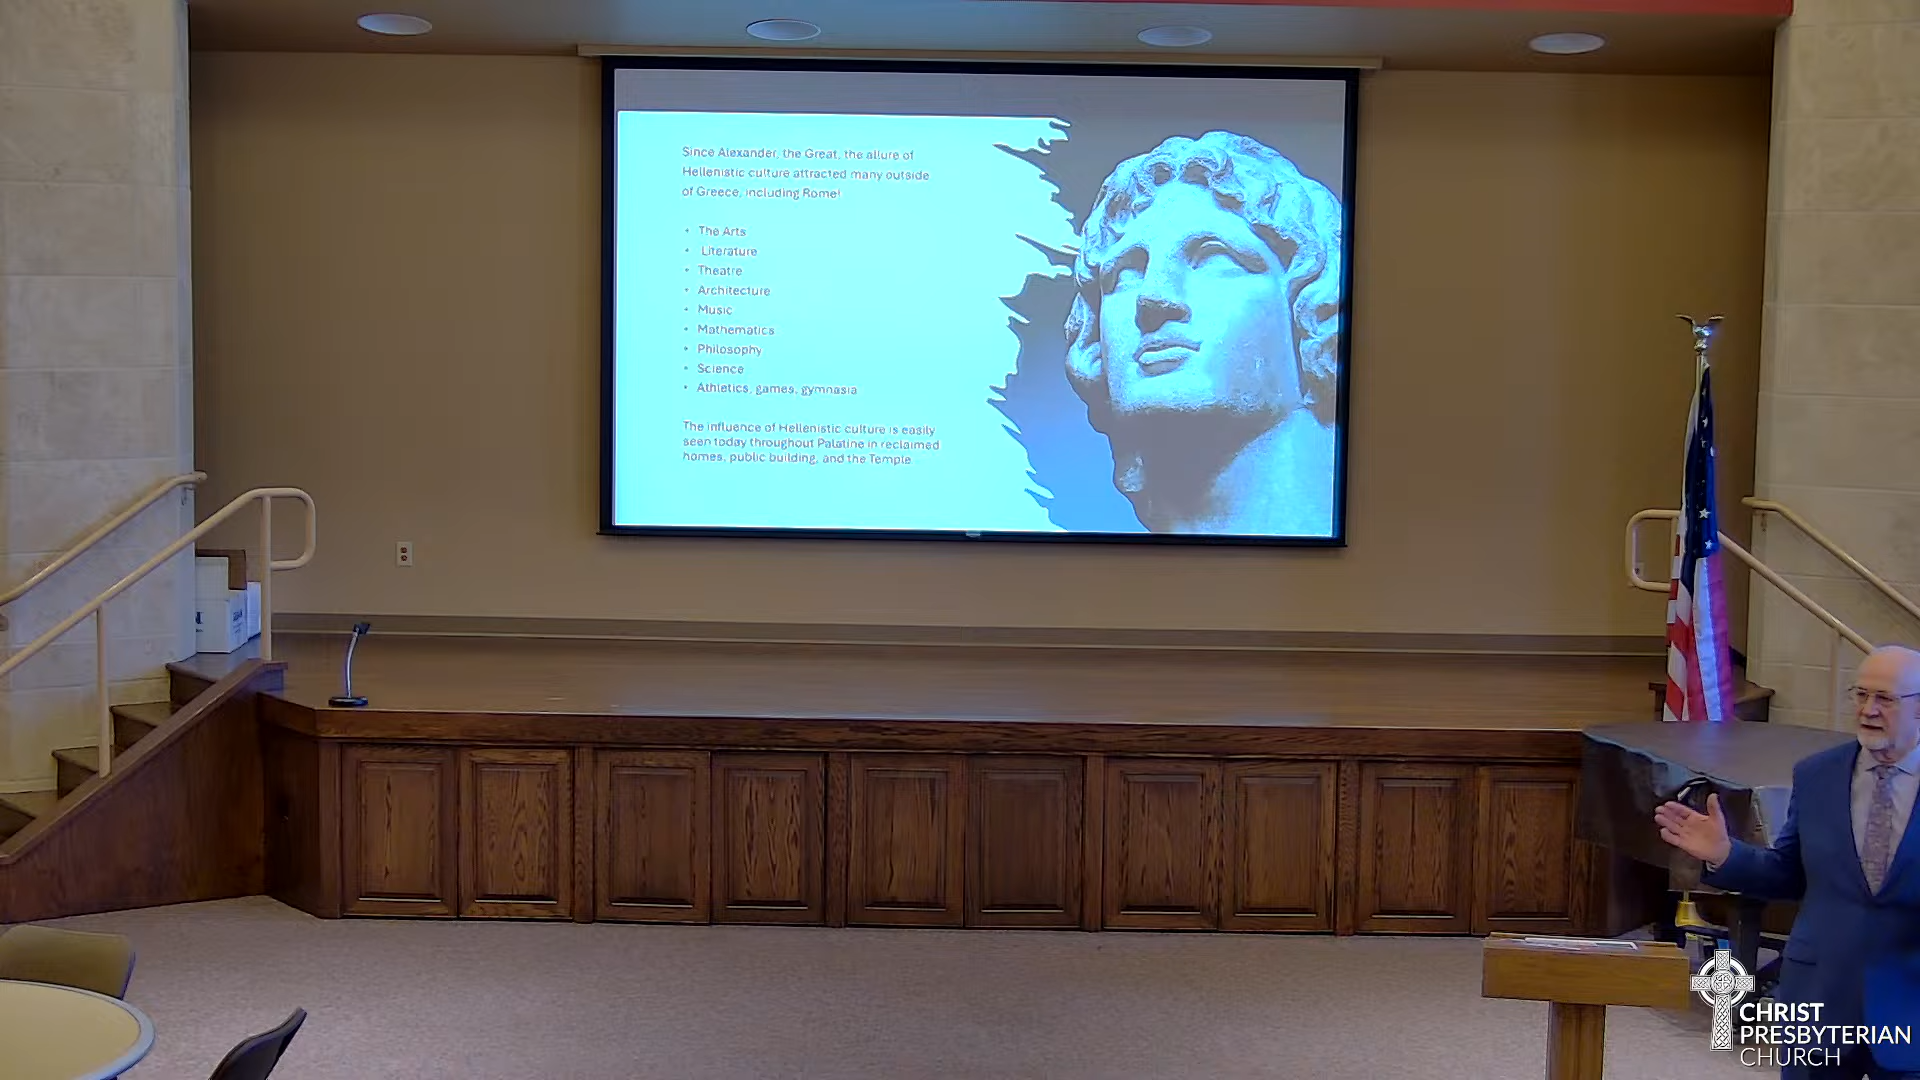 Since Alexander, the Great, the allure of
Hellenistic culture attracted many outside
of Greece, including Rome!
• The Arts
• Literature
• Theatre
• Architecture
• Music
• Mathematics
• Philosophy
• Science
• Athletics, games, gymnasia
The influence of Hellenistic culture is easily
seen today throughout Palatine in reclaimed
homes, public building, and the Temple
CHRIST
PRESBYTERIAN
CHURCH